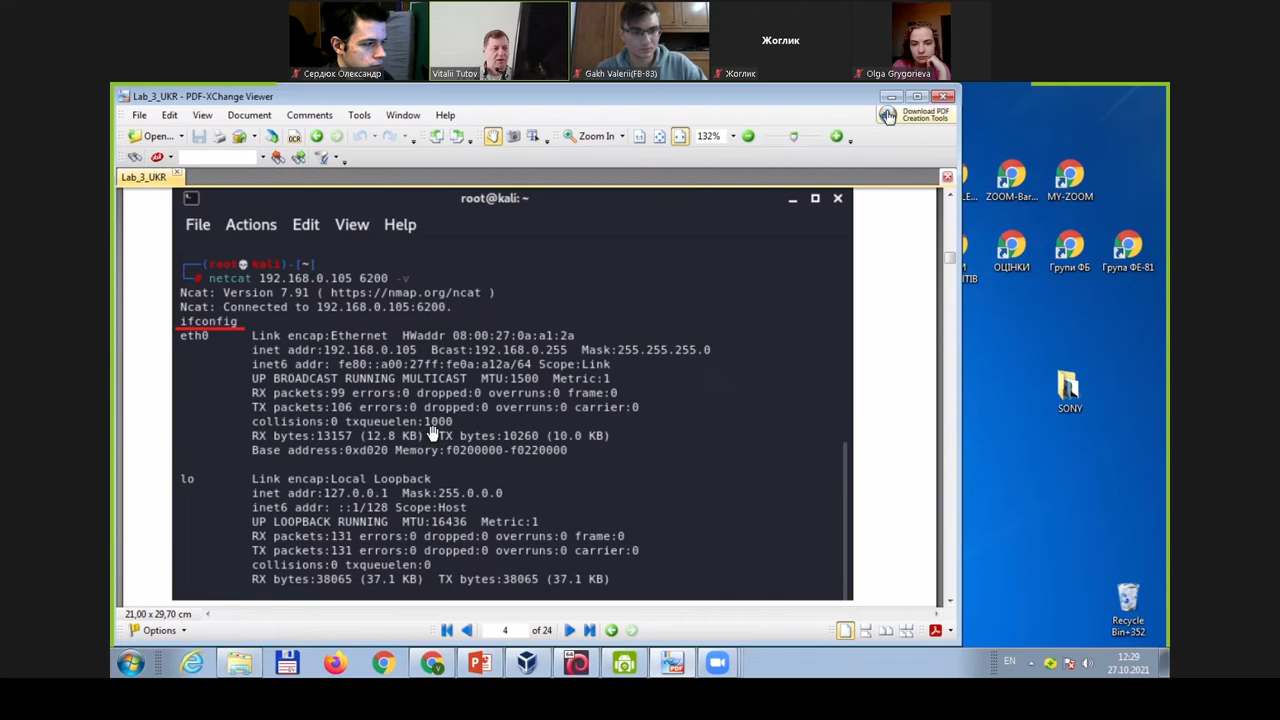 Жоглик
Сердюк Олександр
Vitalii Tutov
Gakh Valerii(FB-83)
Жоглик
Olga Grygorieva
Lab_3_UKR - PDF-XChange Viewer
File Edit View Document Comments Tools Window Help
Download PDF
Creation Tools
Open...
OCR
Zoom In
132%
Lab_3_UKR
root@kali: ~
File Actions Edit View Help
(root💀kali)-[~]
# netcat 192.168.0.105 6200 -v
Ncat: Version 7.91 ( https://nmap.org/ncat )
Ncat: Connected to 192.168.0.105:6200.
ifconfig
eth0 Link encap:Ethernet HWaddr 08:00:27:0a:a1:2a
inet addr:192.168.0.105 Bcast:192.168.0.255 Mask:255.255.255.0
inet6 addr: fe80::a00:27ff:fe0a:a12a/64 Scope:Link
UP BROADCAST RUNNING MULTICAST MTU:1500 Metric:1
RX packets:99 errors:0 dropped:0 overruns:0 frame:0
TX packets:106 errors:0 dropped:0 overruns:0 carrier:0
collisions:0 txqueuelen:1000
RX bytes:13157 (12.8 KB) TX bytes:10260 (10.0 KB)
Base address:0xd020 Memory:f0200000-f0220000
lo Link encap:Local Loopback
inet addr:127.0.0.1 Mask:255.0.0.0
inet6 addr: ::1/128 Scope:Host
UP LOOPBACK RUNNING MTU:16436 Metric:1
RX packets:131 errors:0 dropped:0 overruns:0 frame:0
TX packets:131 errors:0 dropped:0 overruns:0 carrier:0
collisions:0 txqueuelen:0
RX bytes:38065 (37.1 KB) TX bytes:38065 (37.1 KB)
21,00 x 29,70 cm
Options
4 of 24
ZOOM-Bar...
MY-ZOOM
ОЦІНКИ
Групи ФБ
Група ФЕ-81
SONY
Recycle
Bin+352
EN
12:29
27.10.2021